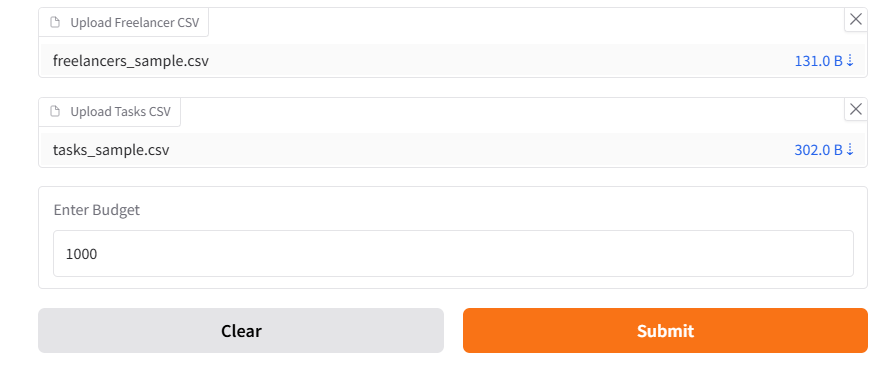 Upload Freelancer CSV
freelancers_sample.csv 131.0 B ⇣
Upload Tasks CSV
tasks_sample.csv 302.0 B ⇣
Enter Budget
1000
Clear Submit